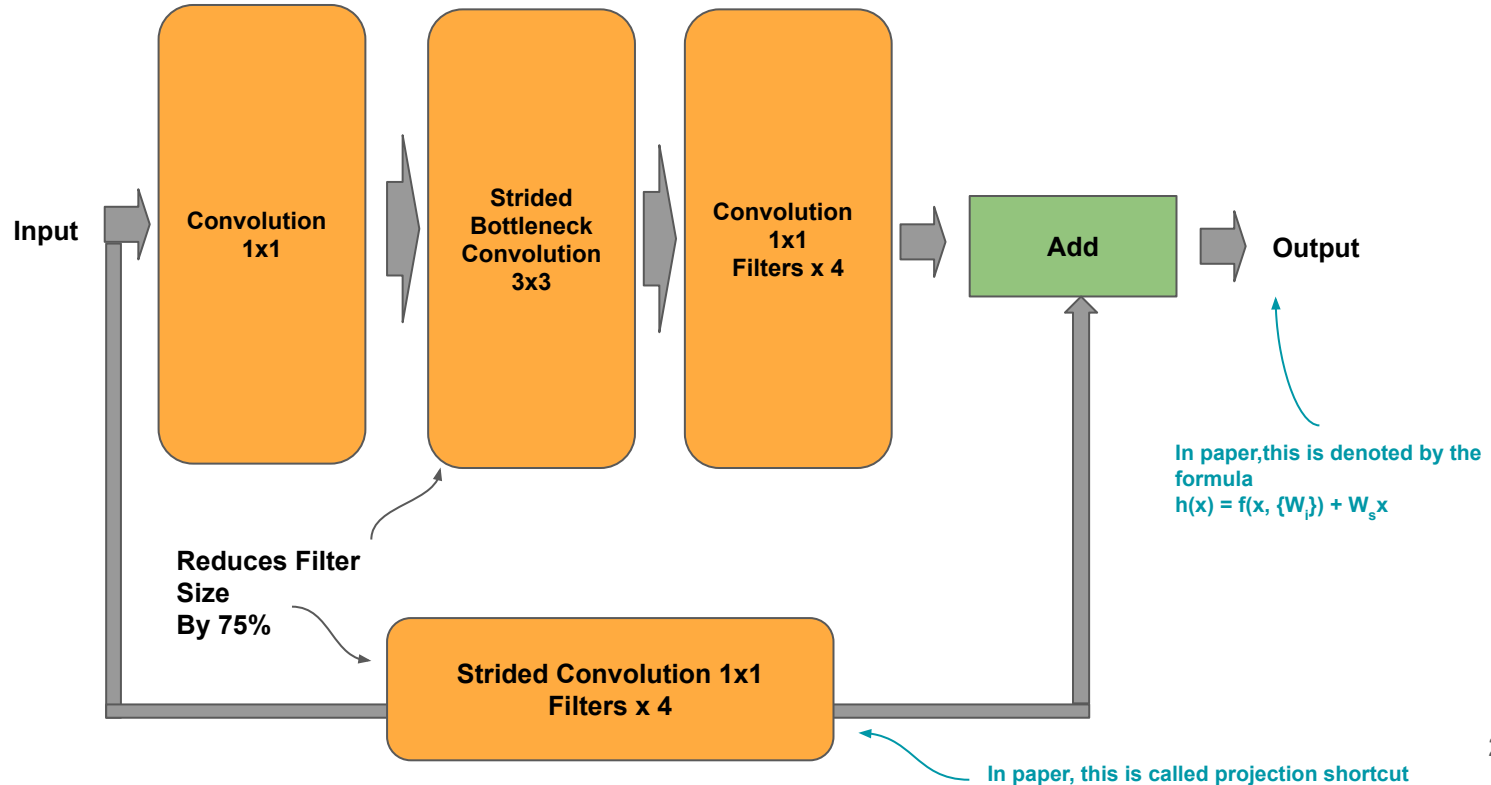 Input
Convolution
1x1
Strided
Bottleneck
Convolution
3x3
Convolution
1x1
Filters x 4
Add
Output
In paper,this is denoted by the
formula
h(x) = f(x, {W_i}) + W_s x
Reduces Filter
Size
By 75%
Strided Convolution 1x1
Filters x 4
In paper, this is called projection shortcut